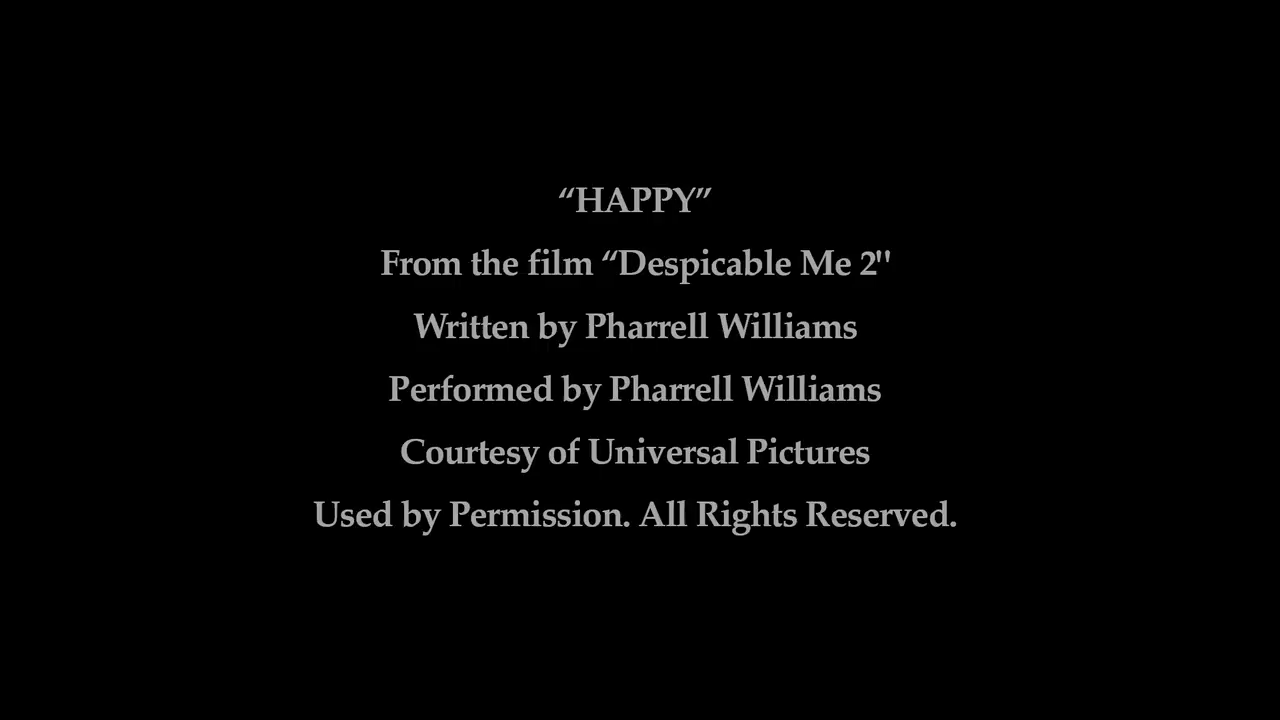 “HAPPY”
From the film “Despicable Me 2"
Written by Pharrell Williams
Performed by Pharrell Williams
Courtesy of Universal Pictures
Used by Permission. All Rights Reserved.